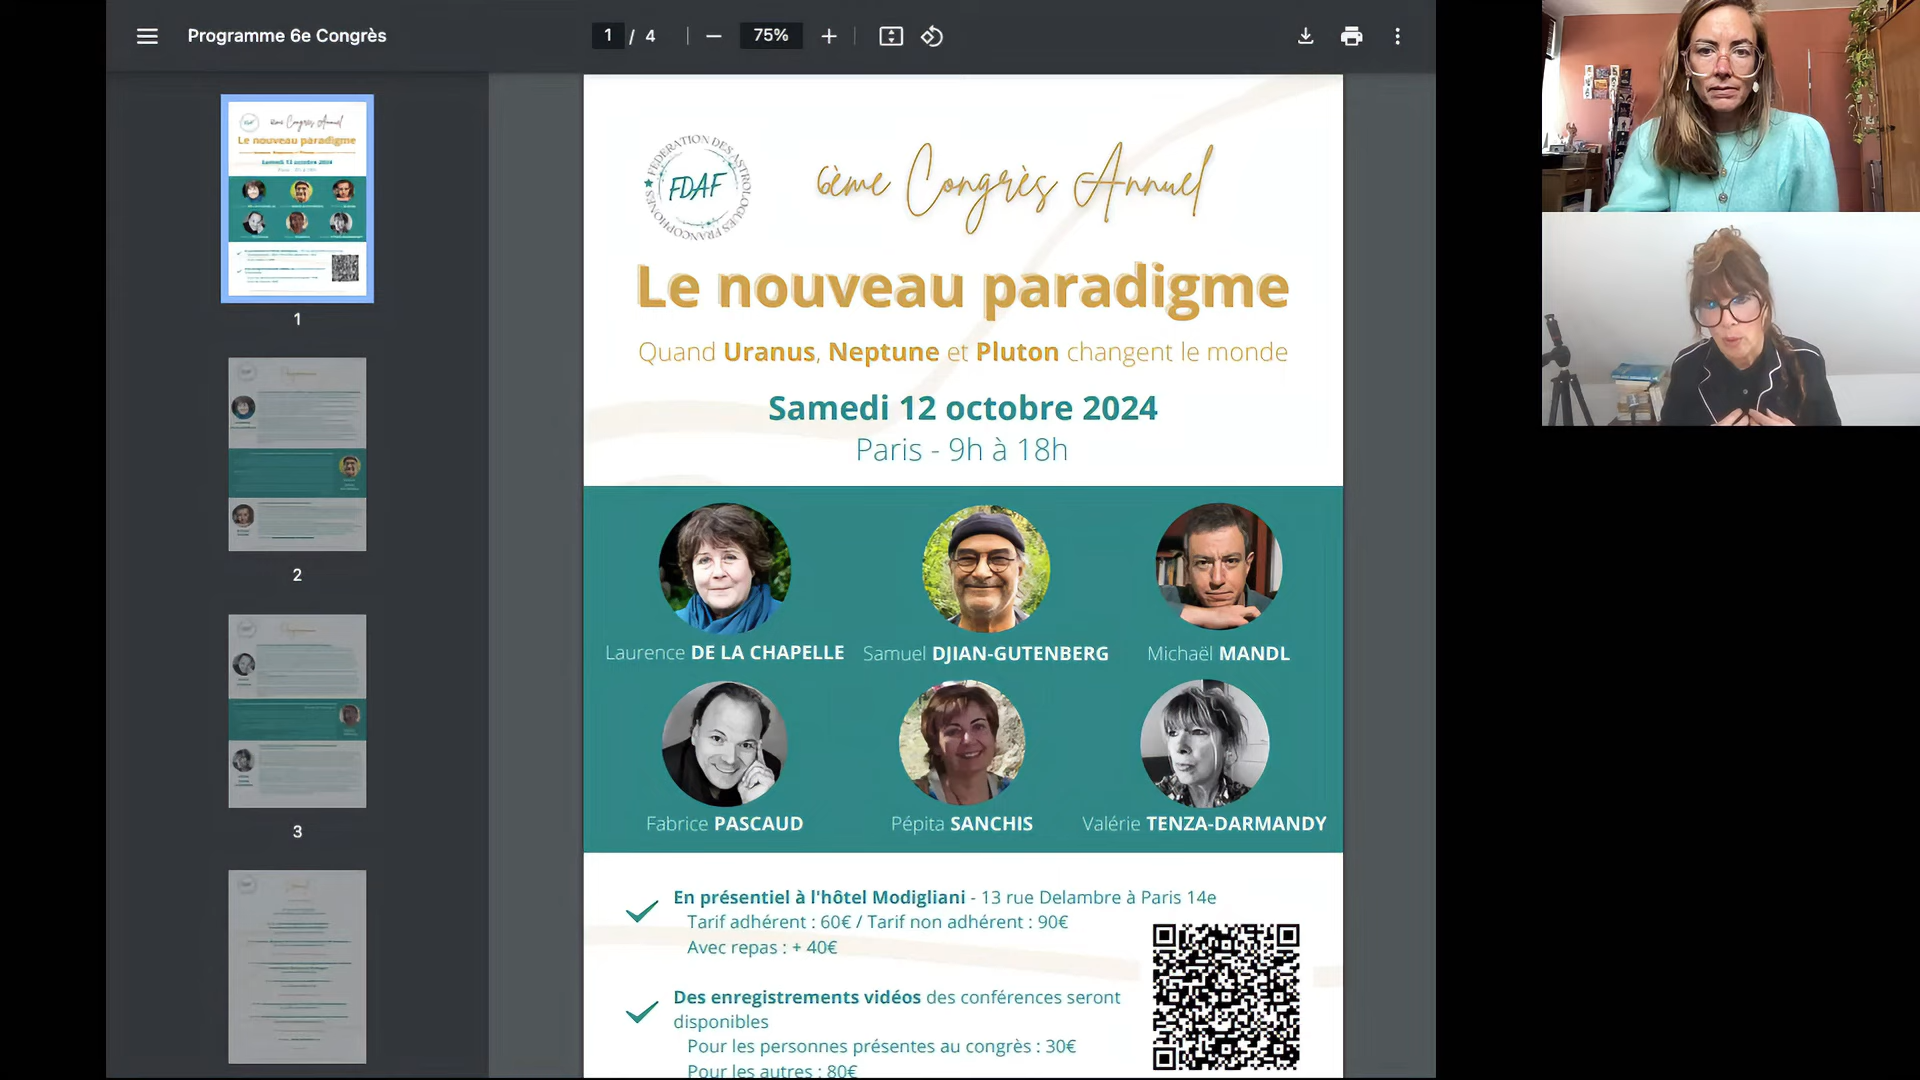 Programme 6e Congrès
1 / 4
75%
1
2
3
FÉDÉRATION DES ASTROLOGUES FRANCOPHONES
FDAF
6ème Congrès Annuel
Le nouveau paradigme
Quand Uranus, Neptune et Pluton changent le monde
Samedi 12 octobre 2024
Paris - 9h à 18h
Laurence DE LA CHAPELLE
Samuel DJIAN-GUTENBERG
Michaël MANDL
Fabrice PASCAUD
Pépita SANCHIS
Valérie TENZA-DARMANDY
En présentiel à l'hôtel Modigliani - 13 rue Delambre à Paris 14e
Tarif adhérent : 60€ / Tarif non adhérent : 90€
Avec repas : + 40€
Des enregistrements vidéos des conférences seront
disponibles
Pour les personnes présentes au congrès : 30€
Pour les autres : 80€